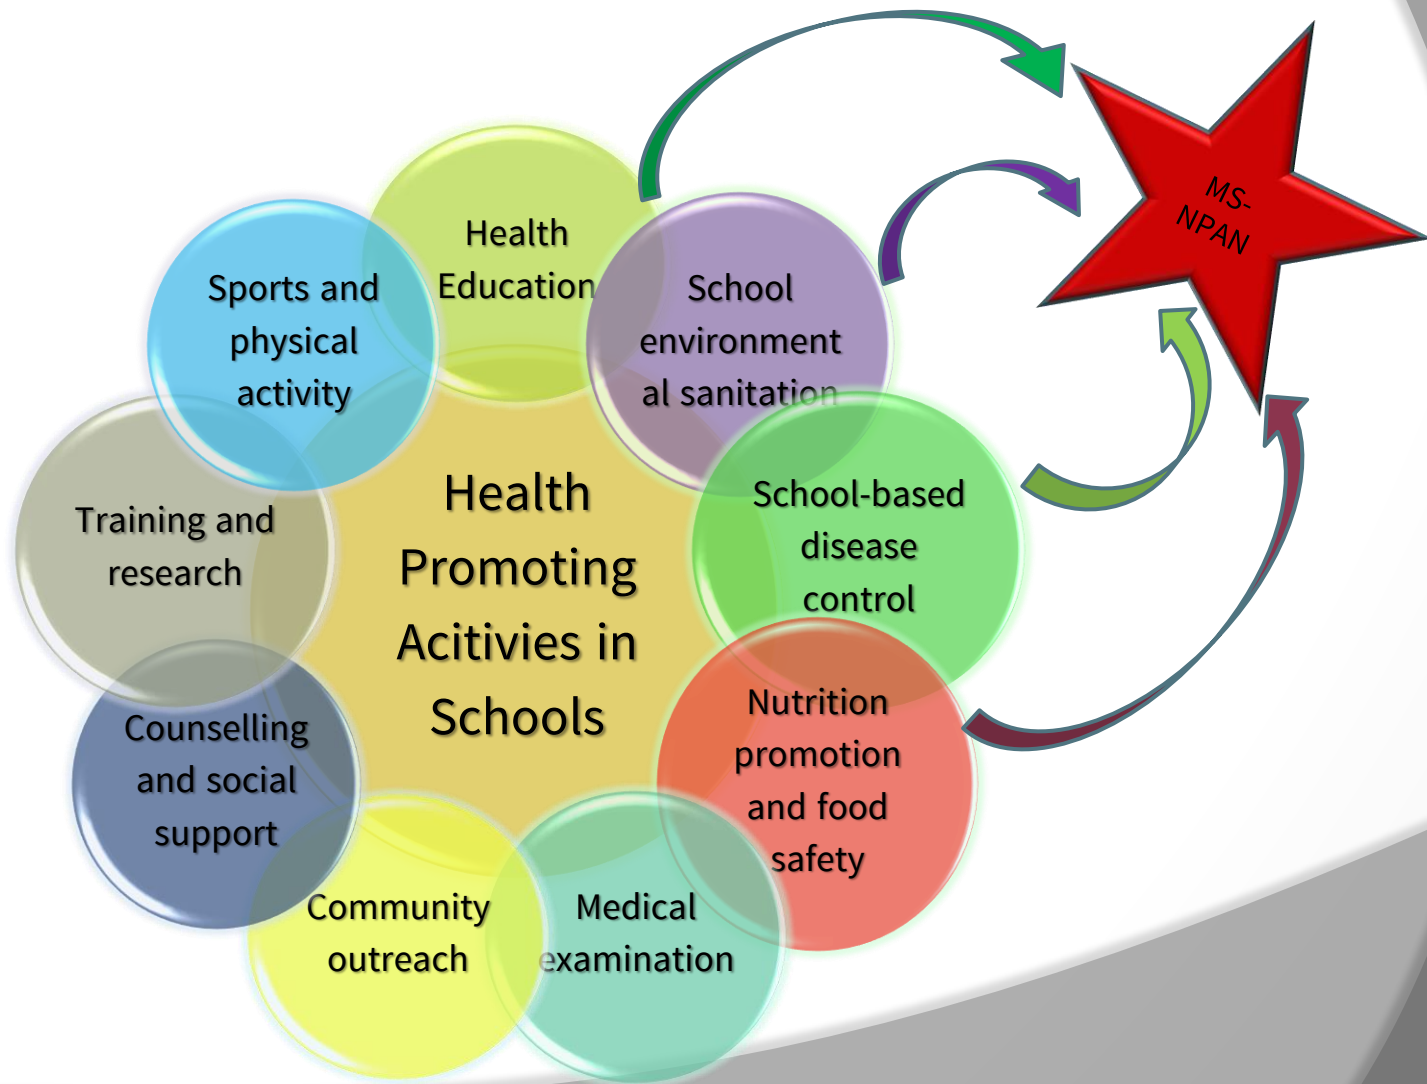 Health
Education
School
environment
al sanitation
School-based
disease
control
Nutrition
promotion
and food
safety
Medical
examination
Community
outreach
Counselling
and social
support
Training and
research
Sports and
physical
activity
Health
Promoting
Acitivies in
Schools
MS-
NPAN